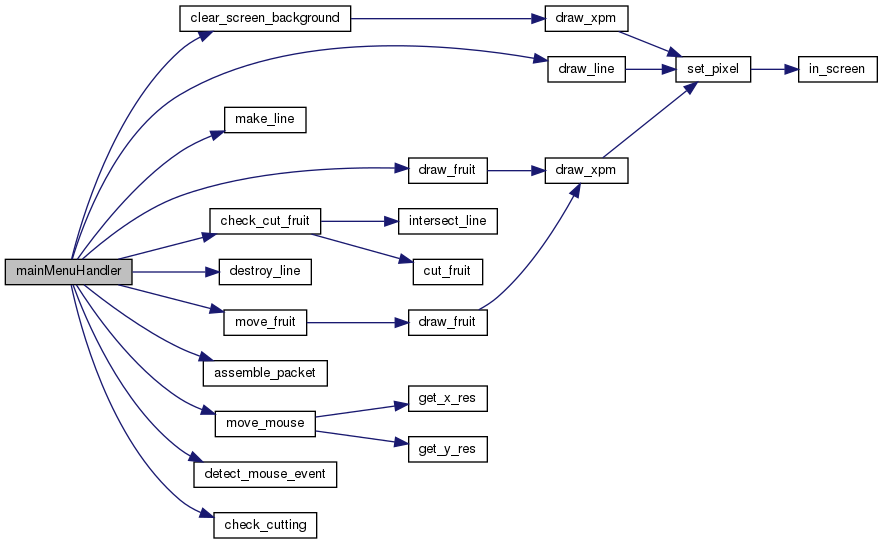 clear_screen_background
draw_xpm
draw_line
set_pixel
in_screen
make_line
draw_fruit
draw_xpm
check_cut_fruit
intersect_line
mainMenuHandler
destroy_line
cut_fruit
move_fruit
draw_fruit
assemble_packet
get_x_res
move_mouse
get_y_res
detect_mouse_event
check_cutting